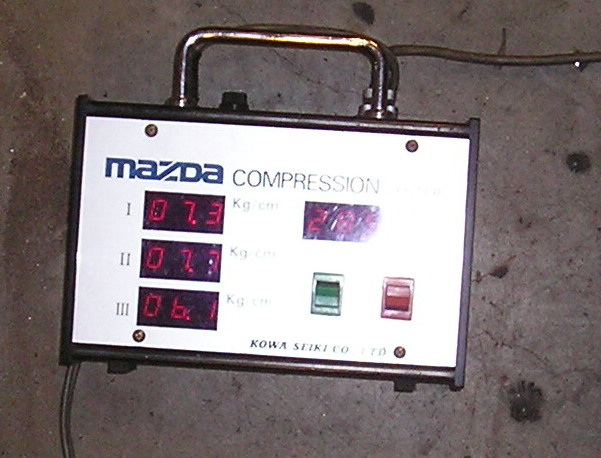 mazda COMPRESSION
I 07.3 Kg/cm
II 07.7 Kg/cm
III 06.1 Kg/cm
KOWA SEIKI CO., LTD